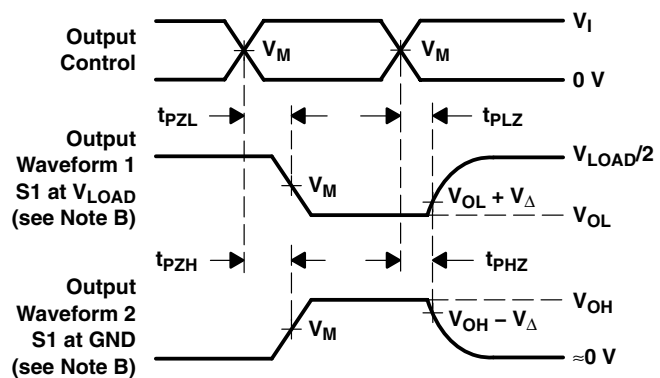 Output
Control
V_M
V_M
V_I
0 V
t_PZL
t_PLZ
Output
Waveform 1
S1 at V_LOAD
(see Note B)
V_M
V_LOAD/2
V_OL + V_Δ
V_OL
t_PZH
t_PHZ
Output
Waveform 2
S1 at GND
(see Note B)
V_M
V_OH
V_OH − V_Δ
≈0 V